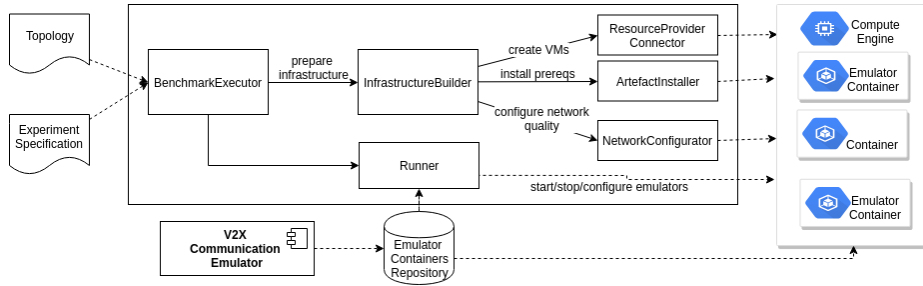 Topology
Experiment
Specification
BenchmarkExecutor
prepare
infrastructure
InfrastructureBuilder
create VMs
install prereqs
configure network
quality
ResourceProvider
Connector
ArtefactInstaller
NetworkConfigurator
Runner
start/stop/configure emulators
V2X
Communication
Emulator
Emulator
Containers
Repository
Compute
Engine
Emulator
Container
Container
Emulator
Container